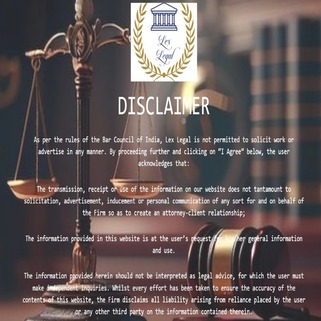 Lex
Legal
DISCLAIMER
As per the rules of the Bar Council of India, Lex Legal is not permitted to solicit work or
advertise in any manner. By proceeding further and clicking on "I Agree" below, the user
acknowledges that:
The transmission, receipt or use of the information on our website does not tantamount to
solicitation, advertisement, inducement or personal communication of any sort for and on behalf of
the Firm so as to create an attorney-client relationship;
The information provided in this website is at the user's request for his/her general information
and use.
The information provided herein should not be interpreted as legal advice, for which the user must
make independent inquiries. Whilst every effort has been taken to ensure the accuracy of the
contents of this website, the Firm disclaims all liability arising from reliance placed by the user
or any other third party on the information contained therein.